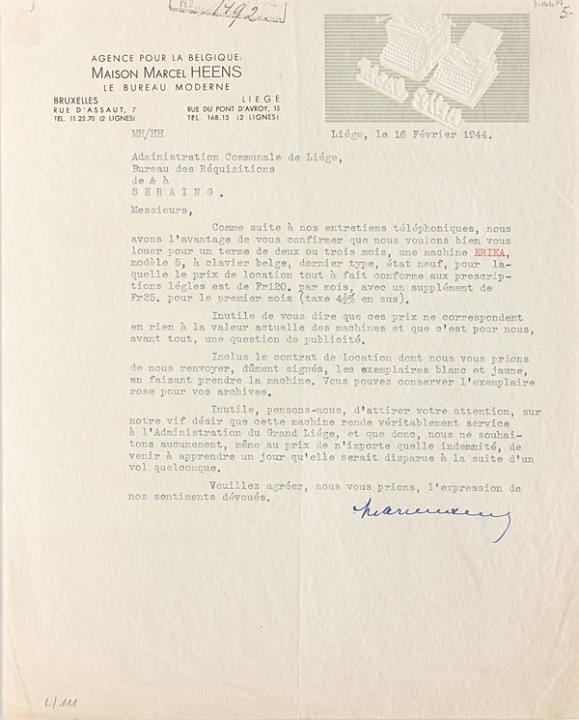 1492
5-
AGENCE POUR LA BELGIQUE:
MAISON MARCEL HEENS
LE BUREAU MODERNE
BRUXELLES
RUE D'ASSAUT, 7
TÉL. 11.22.70 (2 LIGNES)
LIEGE
RUE DU PONT D'AVROY, 15
TÉL. 168.13 (2 LIGNES)
MH/HH
Liége, le 16 Février 1944.
Administration Communale de Liége,
Bureau des Réquisitions
de & à
S E R A I N G .
Messieurs,
Comme suite à nos entretiens téléphoniques, nous
avons l'avantage de vous confirmer que nous voulons bien vous
louer pour un terme de deux ou trois mois, une machine ERIKA,
modèle 5, à clavier belge, dernier type, état neuf, pour la-
quelle le prix de location tout à fait conforme aux prescrip-
tions légles est de Fr120. par mois, avec un supplément de
Fr25. pour le premier mois (taxe en sus).
Inutile de vous dire que ces prix ne correspondent
en rien à la valeur actuelle des machines et que c'est pour nous,
avant tout, une question de publicité.
Inclus le contrat de location dont nous vous prions
de nous renvoyer, dûment signés, les exemplaires blanc et jaune,
en faisant prendre la machine. Vous pouvez conserver l'exemplaire
rose pour vos archives.
Inutile, pensons-nous, d'attirer votre attention, sur
notre vif désir que cette machine rende véritablement service
à l'Administration du Grand Liége, et que donc, nous ne souhai-
tons aucunement, même au prix de n'importe quelle indemnité, de
venir à apprendre un jour qu'elle serait disparue à la suite d'un
vol quelconque.
Veuillez agréer, nous vous prions, l'expression de
nos sentiments dévoués.
L/111